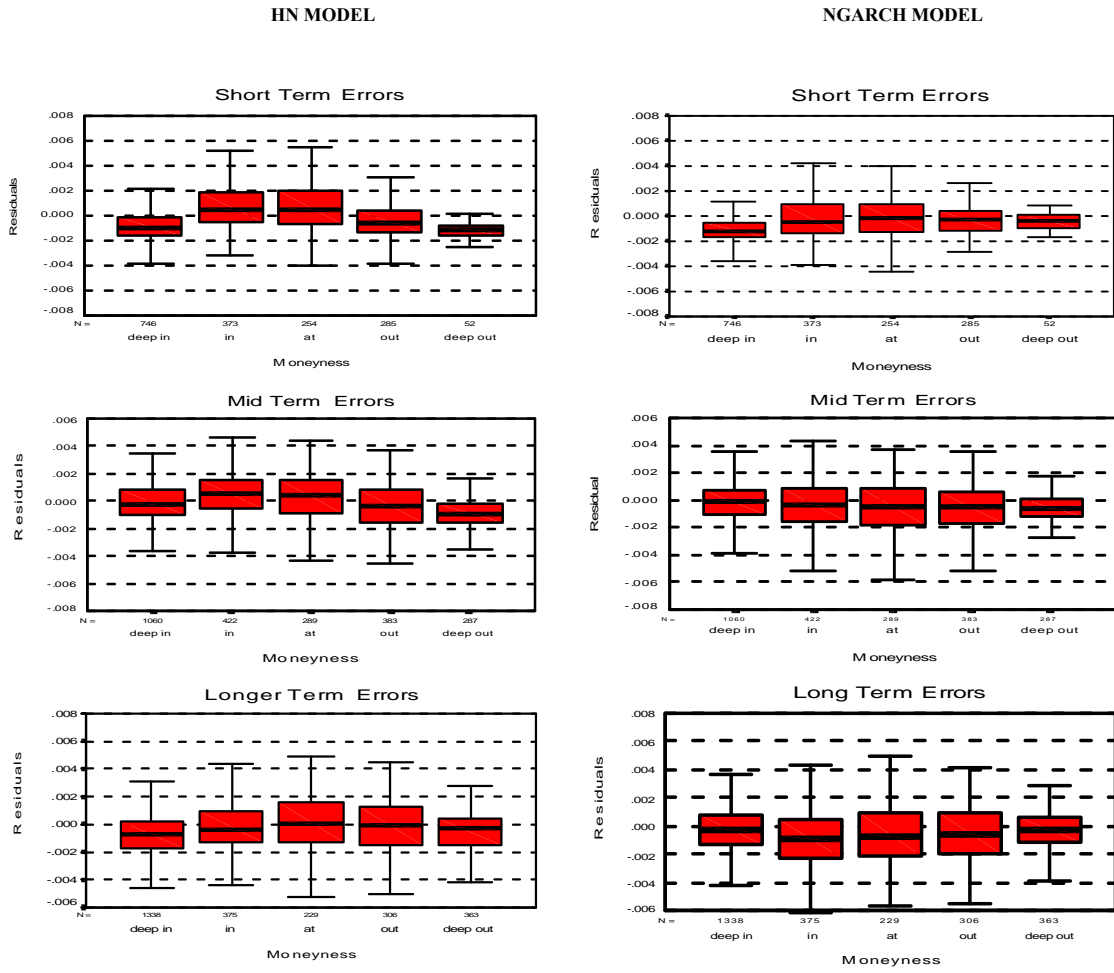 HN MODEL
NGARCH MODEL
Short Term Errors
.008
.006
.004
.002
0.000
-.002
-.004
-.006
-.008
Residuals
N =
746 373 254 285 52
deep in in at out deep out
Moneyness
Short Term Errors
.008
.006
.004
.002
0.000
-.002
-.004
-.006
-.008
Residuals
N =
746 373 254 285 52
deep in in at out deep out
Moneyness
Mid Term Errors
.006
.004
.002
0.000
-.002
-.004
-.006
-.008
Residuals
N =
1060 422 289 383 287
deep in in at out deep out
Moneyness
Mid Term Errors
.006
.004
.002
0.000
-.002
-.004
-.006
-.008
Residual
N =
1060 422 289 383 287
deep in in at out deep out
Moneyness
Longer Term Errors
.008
.006
.004
.002
.000
-.002
-.004
-.006
Residuals
N =
1338 375 229 306 363
deep in in at out deep out
Moneyness
Long Term Errors
.008
.006
.004
.002
.000
-.002
-.004
-.006
Residuals
N =
1338 375 229 306 363
deep in in at out deep out
Moneyness